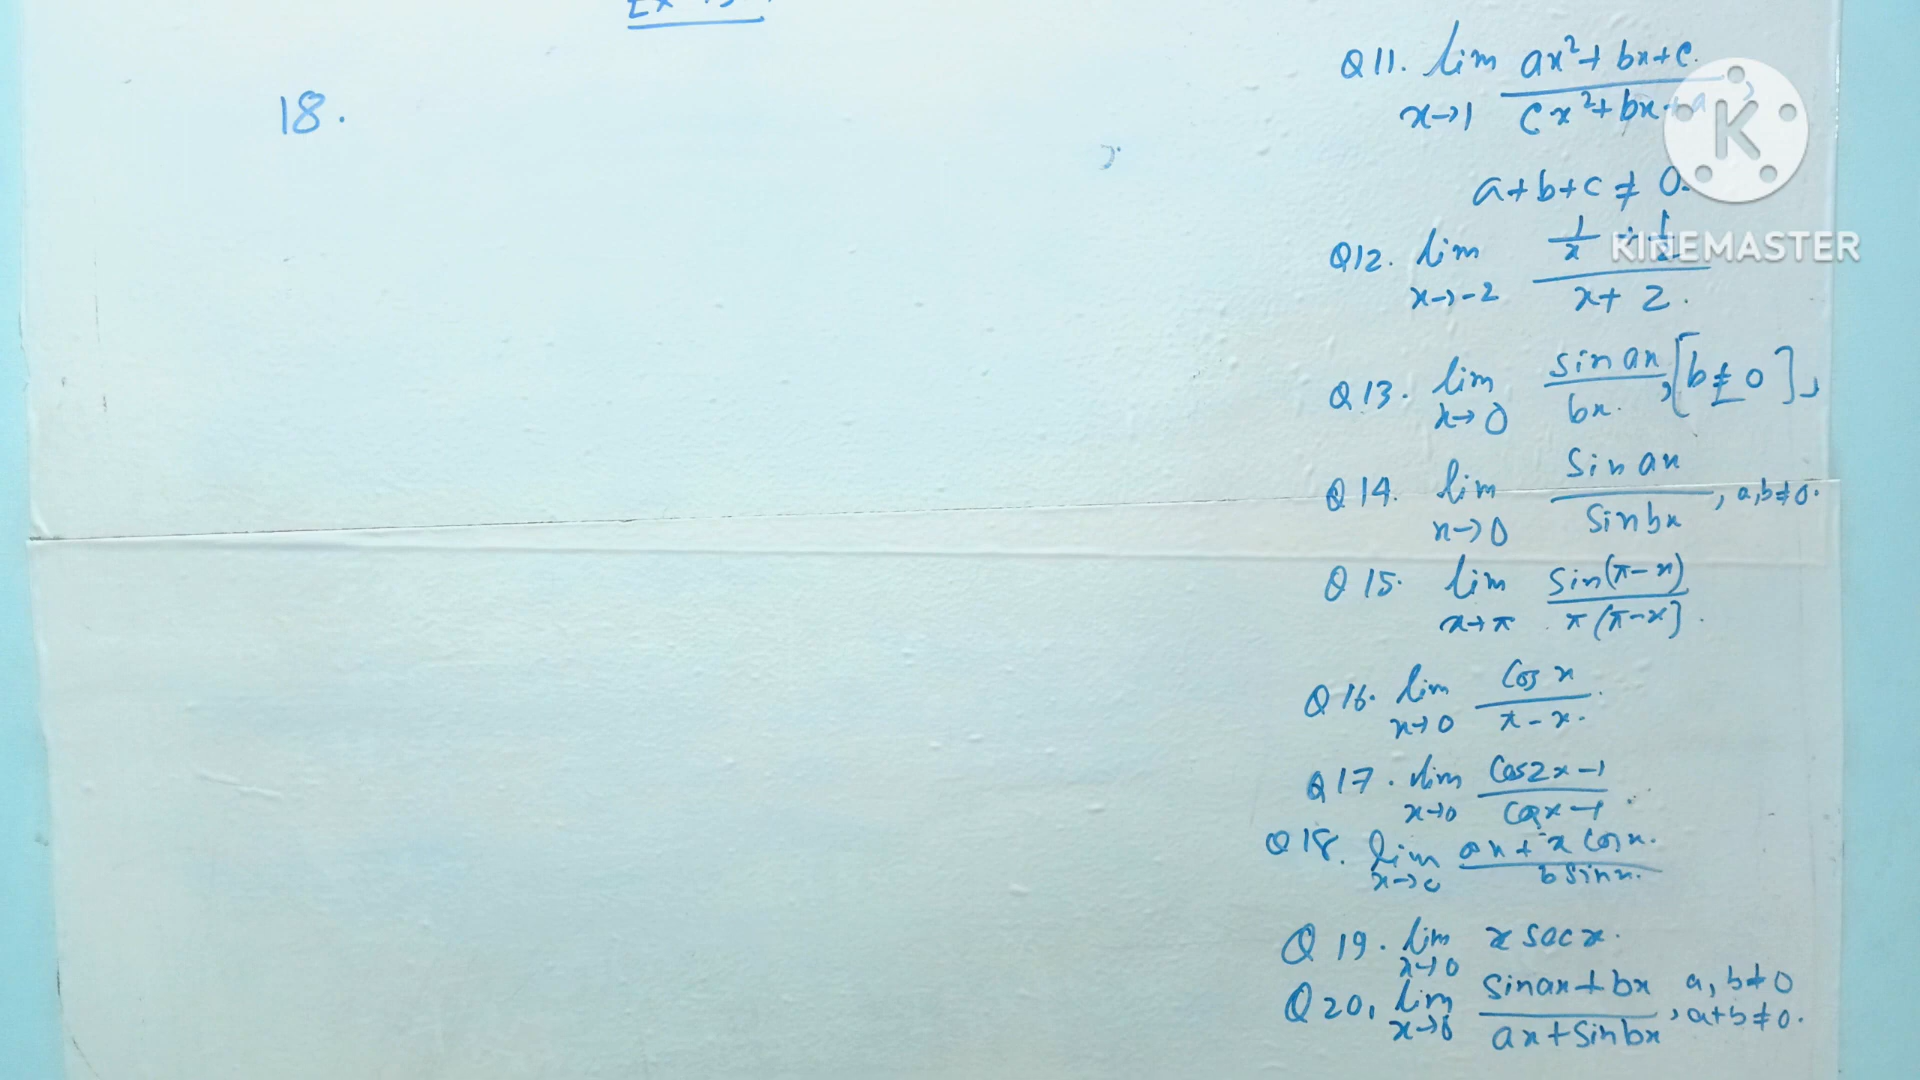 18.
Q11. lim ax²+bx+c.
x→1 cx²+bx+a,
a+b+c ≠ 0.
Q12. lim 1/x + 1/2
x→-2 x+2.
KINEMASTER
Q13. lim sin ax, [b≠0],
x→0 bx.
Q14. lim sin ax, a,b≠0.
x→0 sin bx
Q15. lim sin(π-x)
x→π π(π-x].
Q16. lim cos x.
x→0 π-x.
Q17. lim cos2x-1
x→0 cosx-1.
Q18. lim ax+x cosx.
x→0 b sinx.
Q19. lim x secx.
x→0
Q20. lim sinax+bx a, b≠0
x→0 ax+sinbx, a+b≠0.